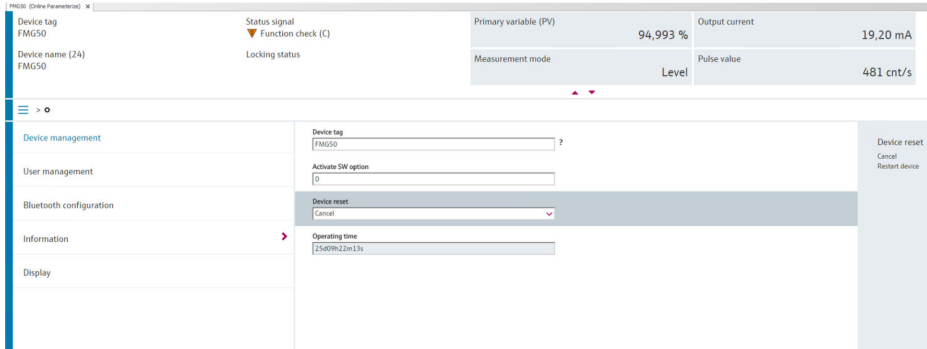 FMG50 (Online Parameterize) x
Device tag
FMG50
Status signal
Function check (C)
Primary variable (PV)
94,993 %
Output current
19,20 mA
Device name (24)
FMG50
Locking status
Measurement mode
Level
Pulse value
481 cnt/s
>
Device management
User management
Bluetooth configuration
Information
Display
Device tag
FMG50
?
Activate SW option
0
Device reset
Cancel
Operating time
25d09h22m13s
Device reset
Cancel
Restart device